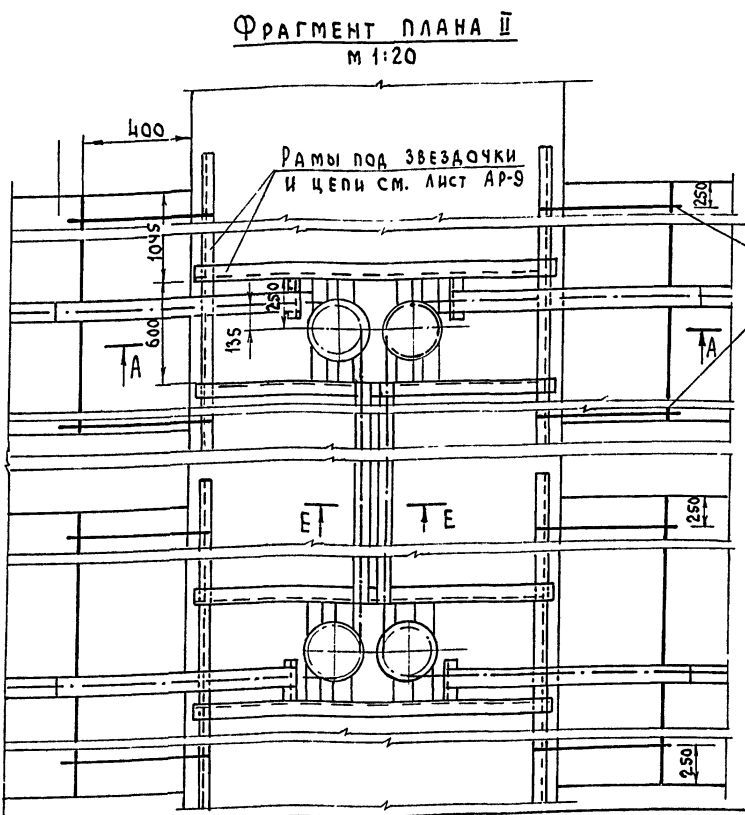 ФРАГМЕНТ ПЛАНА II
М 1:20
400
РАМЫ ПОД ЗВЕЗДОЧКИ
И ЦЕПИ СМ. ЛИСТ АР-9
250
1045
250
600
135
А
А
Е
Е
250
250